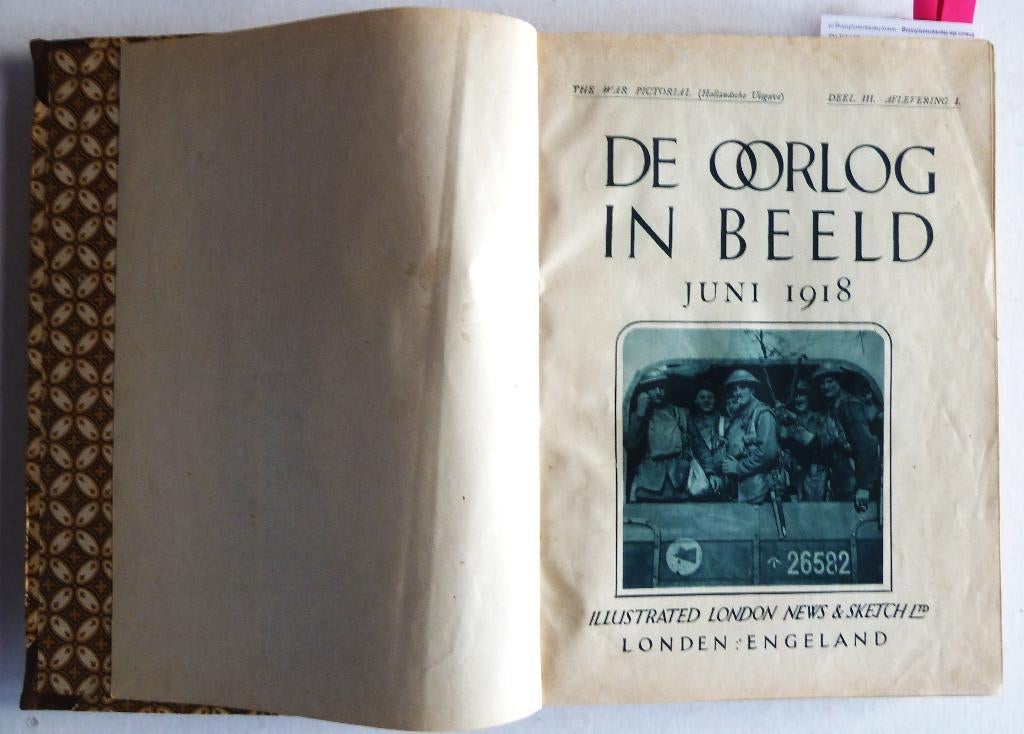 THE WAR PICTORIAL (Hollandsche Uitgave) DEEL III. AFLEVERING 1.
DE OORLOG
IN BEELD
JUNI 1918
26582
ILLUSTRATED LONDON NEWS & SKETCH LTD
LONDEN : ENGELAND